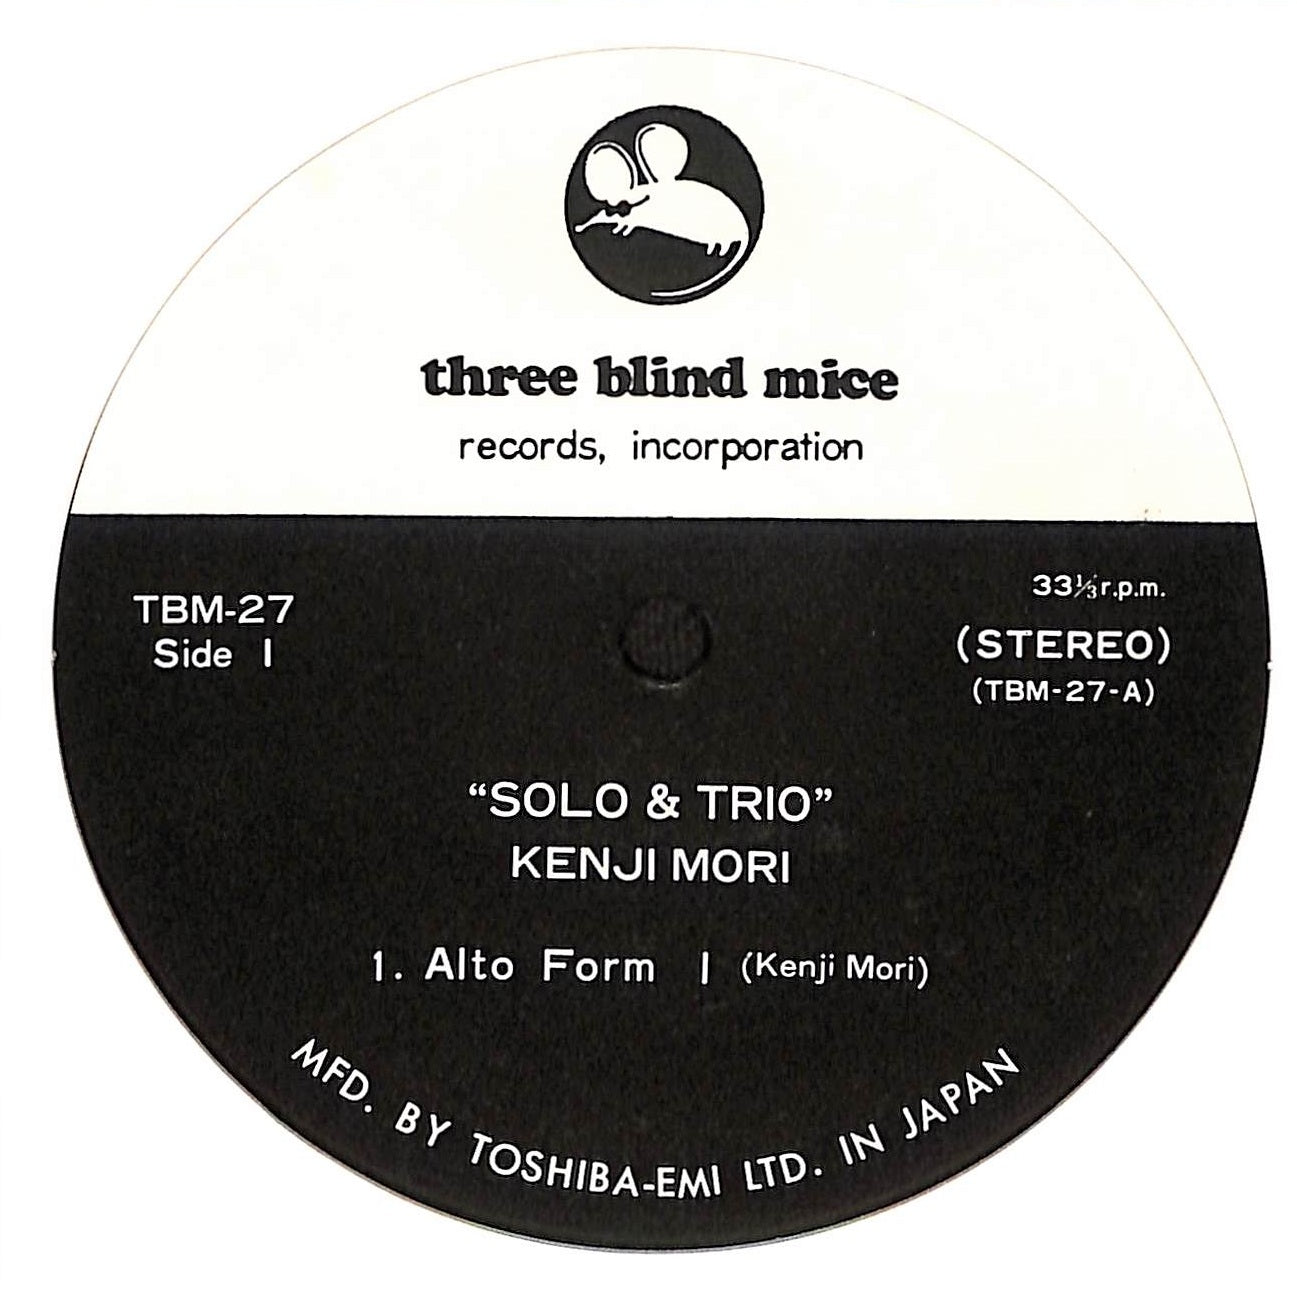 three blind mice
records, incorporation
TBM-27
Side I
33⅓ r.p.m.
(STEREO)
(TBM-27-A)
“SOLO & TRIO”
KENJI MORI
1. Alto Form I (Kenji Mori)
MFD. BY TOSHIBA-EMI LTD. IN JAPAN